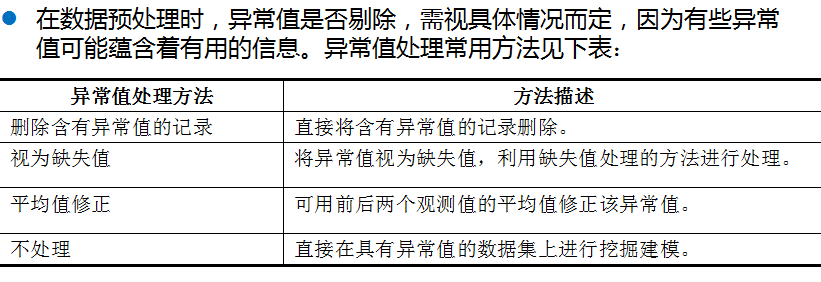 在数据预处理时，异常值是否剔除，需视具体情况而定，因为有些异常
值可能蕴含着有用的信息。异常值处理常用方法见下表：
异常值处理方法 方法描述
删除含有异常值的记录 直接将含有异常值的记录删除。
视为缺失值 将异常值视为缺失值，利用缺失值处理的方法进行处理。
平均值修正 可用前后两个观测值的平均值修正该异常值。
不处理 直接在具有异常值的数据集上进行挖掘建模。